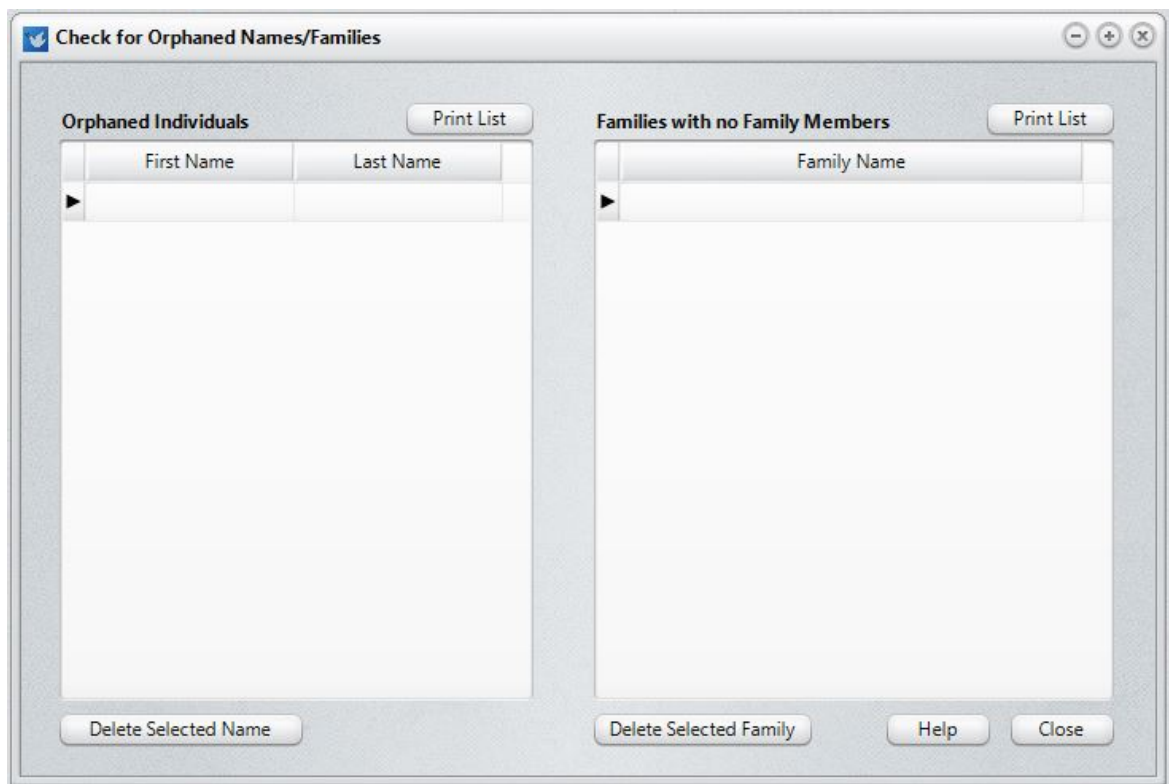 Check for Orphaned Names/Families
Orphaned Individuals
Print List
First Name
Last Name
Delete Selected Name
Families with no Family Members
Print List
Family Name
Delete Selected Family
Help
Close